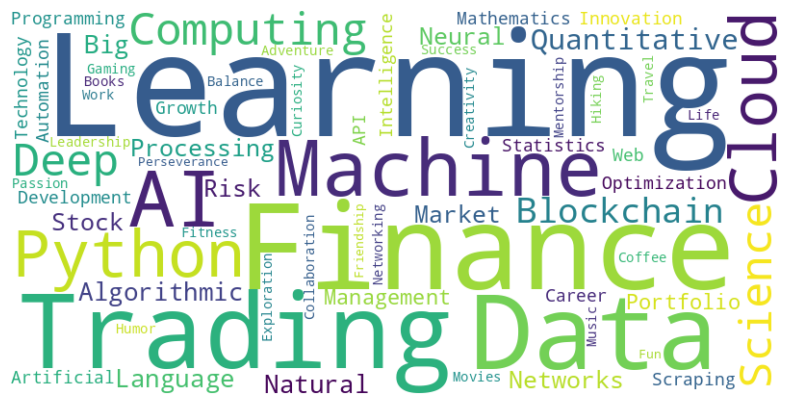 Programming
Computing
Mathematics
Innovation
Big
Adventure
Neural
Success
Quantitative
Technology
Automation
Gaming
Books
Work
Balance
Learning
Growth
Curiosity
Intelligence
API
Creativity
Mentorship
Hiking
Travel
Life
Cloud
Leadership
Deep
Processing
Perseverance
Machine
Statistics
Web
Passion
Development
AI
Risk
Optimization
Stock
Fitness
Market
Blockchain
Python
Finance
Collaboration
Friendship
Networking
Coffee
Science
Algorithmic
Exploration
Management
Career
Portfolio
Trading
Humor
Data
Music
Fun
Artificial
Language
Natural
Movies
Networks
Scraping